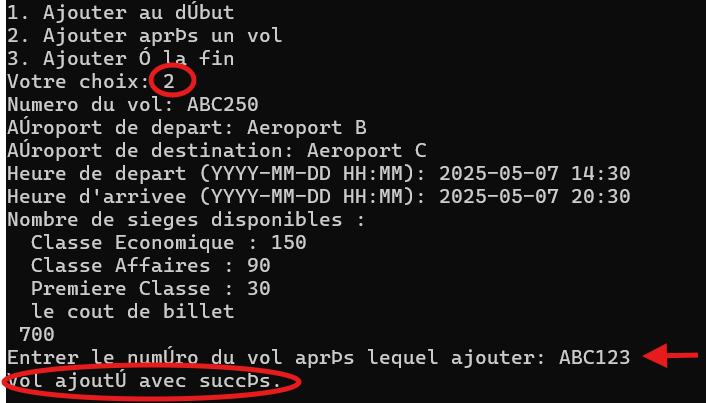 1. Ajouter au dÚbut
2. Ajouter aprÞs un vol
3. Ajouter Ó la fin
Votre choix: 2
Numero du vol: ABC250
AÚroport de depart: Aeroport B
AÚroport de destination: Aeroport C
Heure de depart (YYYY-MM-DD HH:MM): 2025-05-07 14:30
Heure d'arrivee (YYYY-MM-DD HH:MM): 2025-05-07 20:30
Nombre de sieges disponibles :
  Classe Economique : 150
  Classe Affaires : 90
  Premiere Classe : 30
  le cout de billet
 700
Entrer le numÚro du vol aprÞs lequel ajouter: ABC123
Vol ajoutÚ avec succÞs.